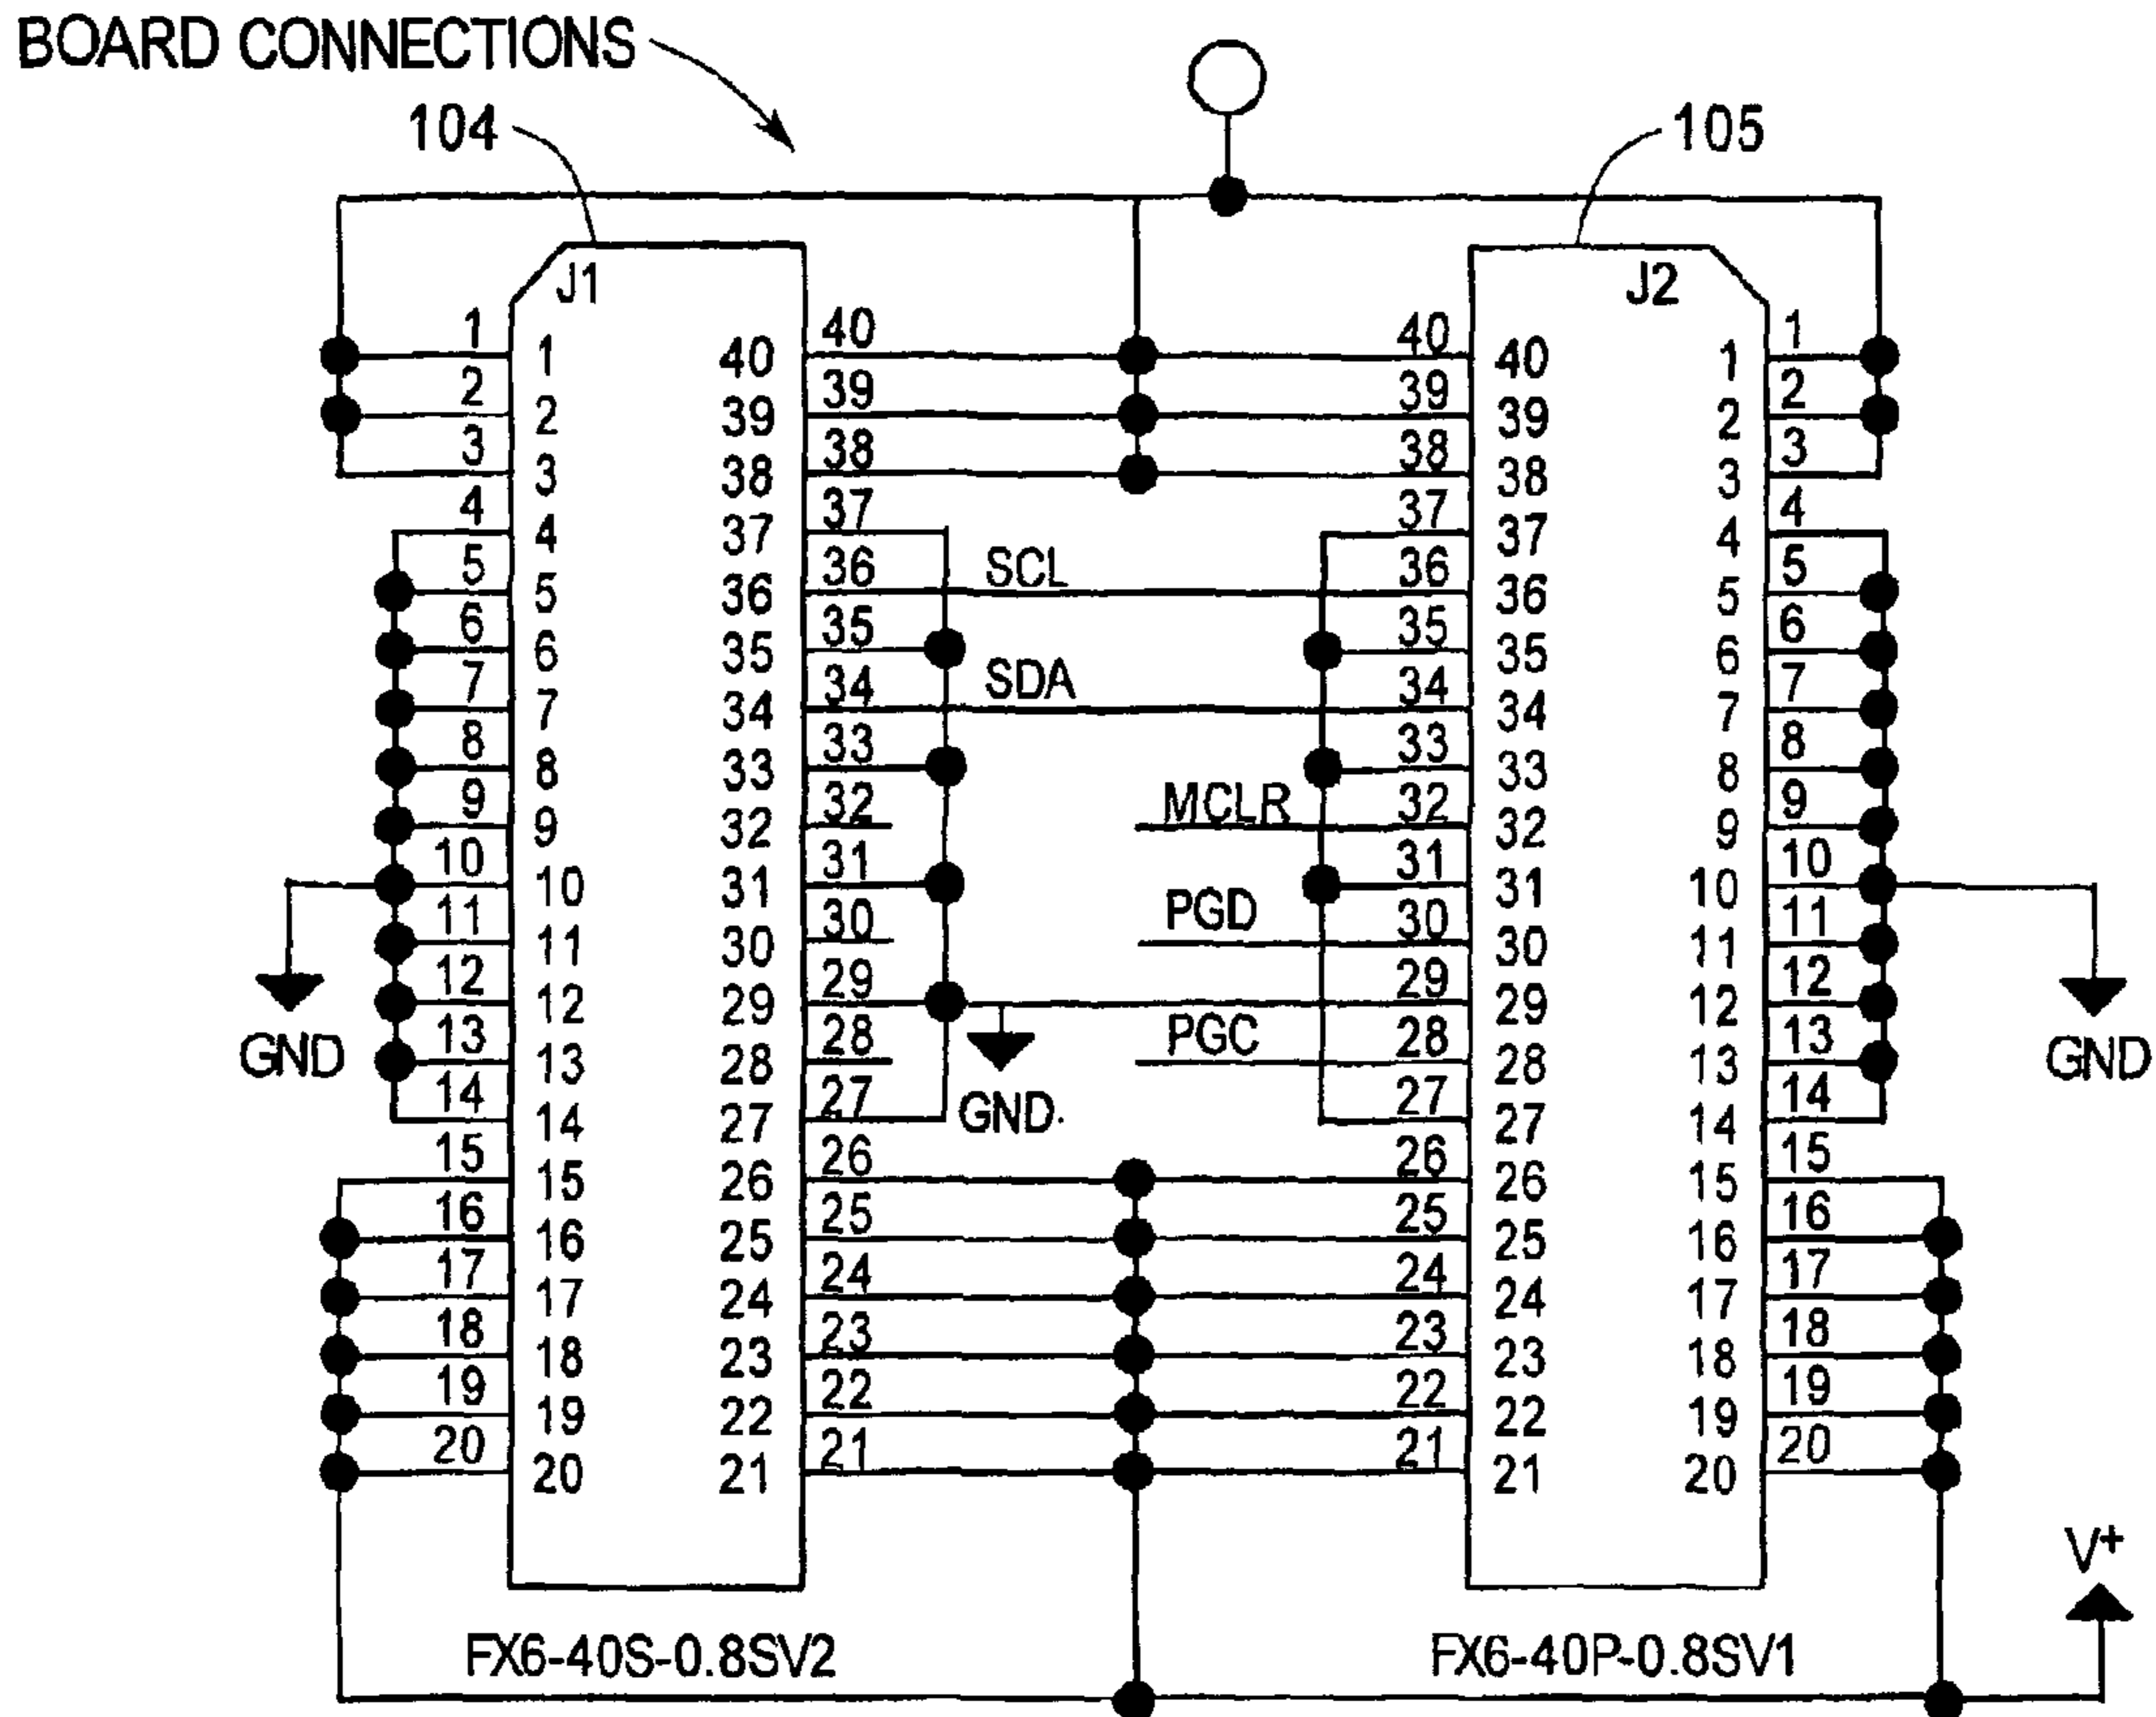 BOARD CONNECTIONS
104
105
J1
J2
1 1 40 40 40 40 1 1
2 2 39 39 39 39 2 2
3 3 38 38 38 38 3 3
4 4 37 37 37 37 4 4
5 5 36 36 SCL 36 36 5 5
6 6 35 35 35 35 6 6
7 7 34 34 SDA 34 34 7 7
8 8 33 33 33 33 8 8
9 9 32 32 MCLR 32 32 9 9
10 10 31 31 31 31 10 10
11 11 30 30 PGD 30 30 11 11
12 12 29 29 29 29 12 12
GND 13 13 28 28 PGC 28 28 13 13 GND
14 14 27 27 GND 27 27 14 14
15 15 26 26 26 26 15 15
16 16 25 25 25 25 16 16
17 17 24 24 24 24 17 17
18 18 23 23 23 23 18 18
19 19 22 22 22 22 19 19
20 20 21 21 21 21 20 20
V+
FX6-40S-0.8SV2
FX6-40P-0.8SV1